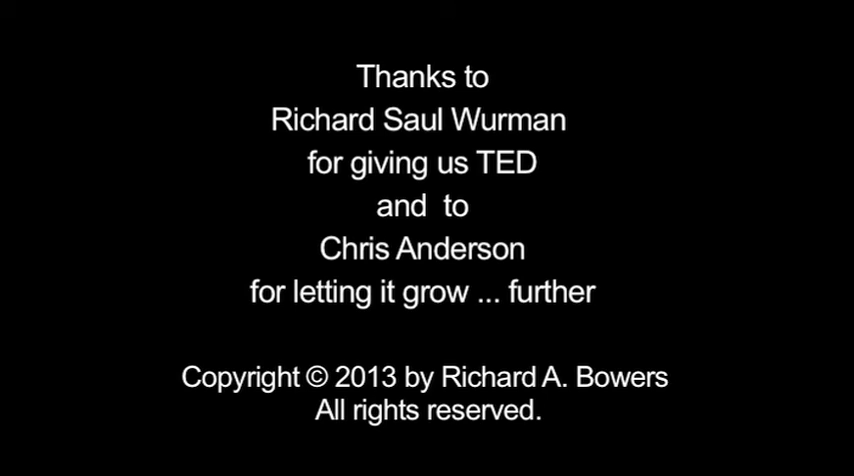 Thanks to
Richard Saul Wurman
for giving us TED
and to
Chris Anderson
for letting it grow ... further
Copyright © 2013 by Richard A. Bowers
All rights reserved.